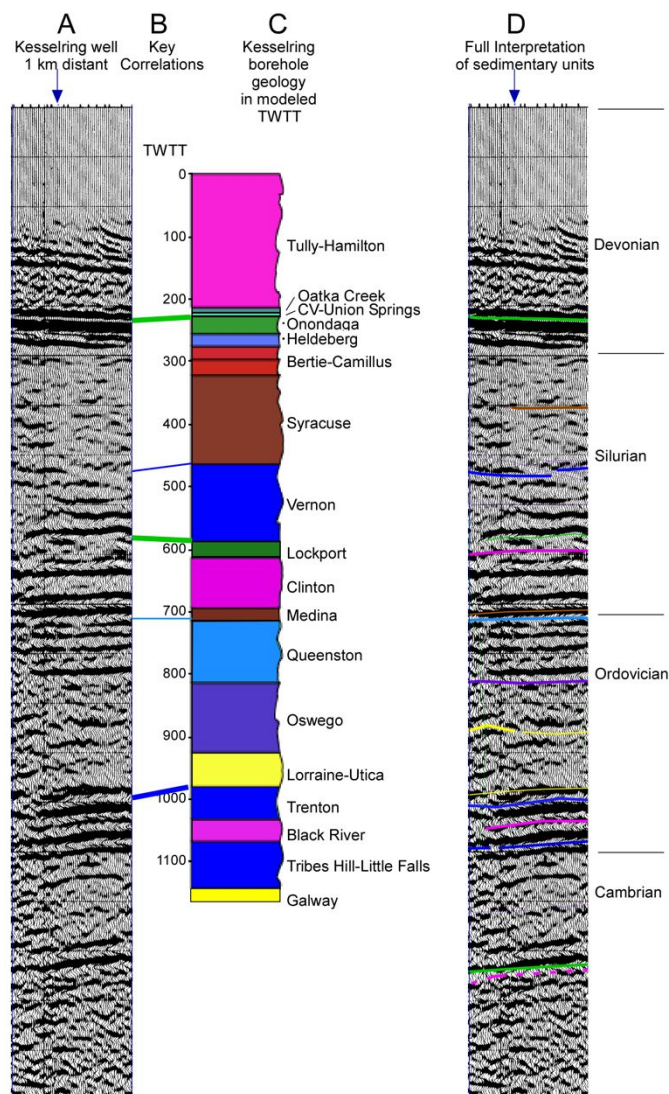 A
B
C
D
Kesselring well
1 km distant
Key
Correlations
Kesselring
borehole
geology
in modeled
TWTT
Full Interpretation
of sedimentary units
TWTT
0
100
200
300
400
500
600
700
800
900
1000
1100
Tully-Hamilton
Oatka Creek
CV-Union Springs
Onondaga
Heldeberg
Bertie-Camillus
Syracuse
Vernon
Lockport
Clinton
Medina
Queenston
Oswego
Lorraine-Utica
Trenton
Black River
Tribes Hill-Little Falls
Galway
Devonian
Silurian
Ordovician
Cambrian